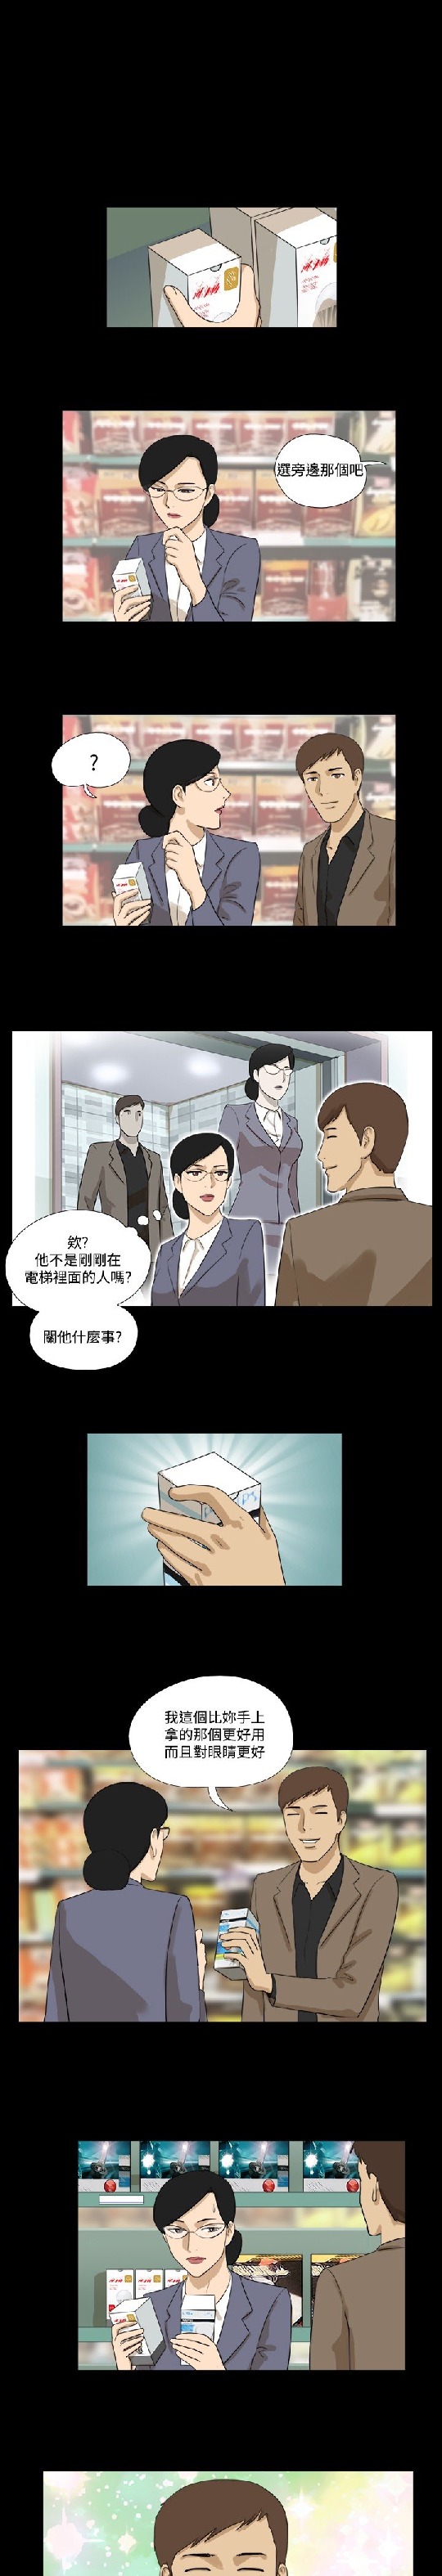 選旁邊那個吧
?
欸?
他不是剛剛在
電梯裡面的人嗎?
關他什麼事?
我這個比妳手上
拿的那個更好用
而且對眼睛更好